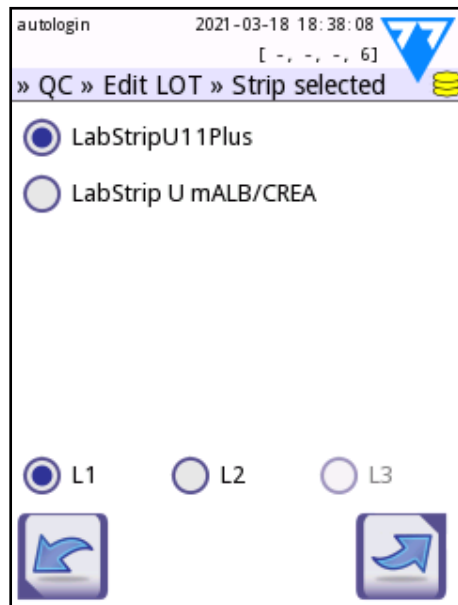 autologin 2021-03-18 18:38:08
[ -, -, -, 6]
» QC » Edit LOT » Strip selected
LabStripU11Plus
LabStrip U mALB/CREA
L1 L2 L3